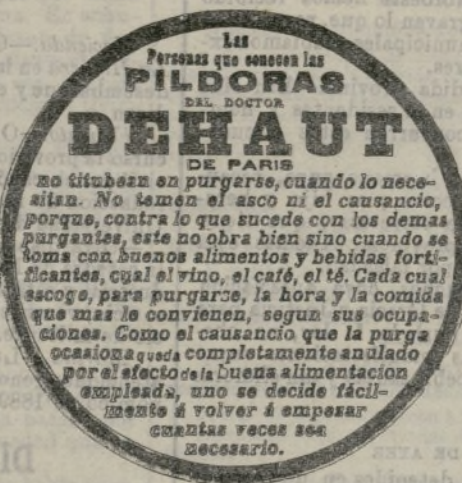 Las
Personas que conocen las
PILDORAS
DEL DOCTOR
DEHAUT
DE PARIS
no titubean en purgarse, cuando lo nece-
sitan. No temen el asco ni el causancio,
porque, contra lo que sucede con los demas
purgantes, este no obra bien sino cuando se
toma con buenos alimentos y bebidas forti-
ficantes, cual el vino, el café, el té. Cada cual
escoge, para purgarse, la hora y la comida
que mas le convienen, segun sus ocupa-
ciones. Como el causancio que la purga
ocasiona queda completamente anulado
por el efecto de la buena alimentacion
empleada, uno se decide fácil-
mente á volver á empezar
cuantas veces sea
necesario.